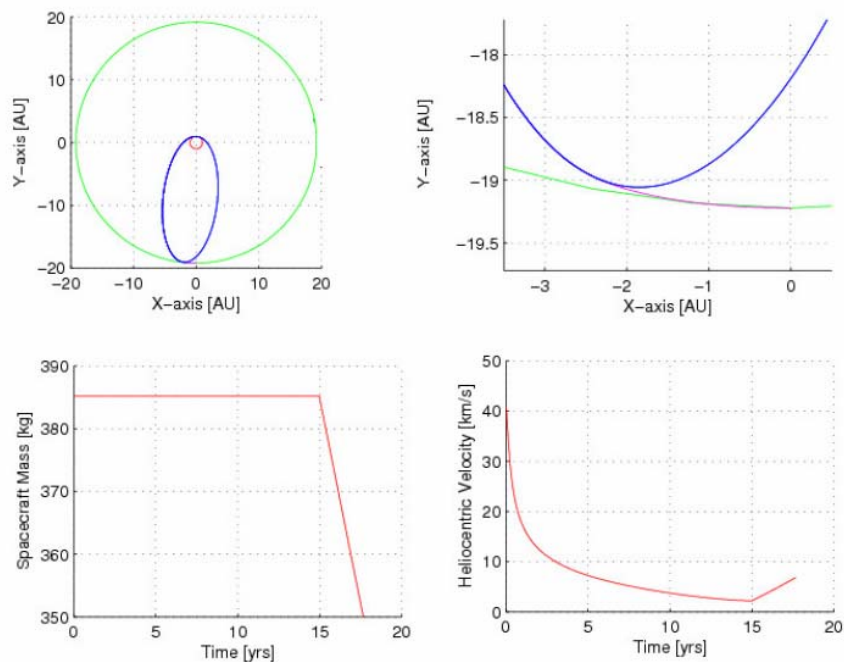 20
10
0
−10
−20
Y−axis [AU]
−20 −10 0 10 20
X−axis [AU]
−18
−18.5
−19
−19.5
Y−axis [AU]
−3 −2 −1 0
X−axis [AU]
390
380
370
360
350
Spacecraft Mass [kg]
0 5 10 15 20
Time [yrs]
50
40
30
20
10
0
Heliocentric Velocity [km/s]
0 5 10 15 20
Time [yrs]